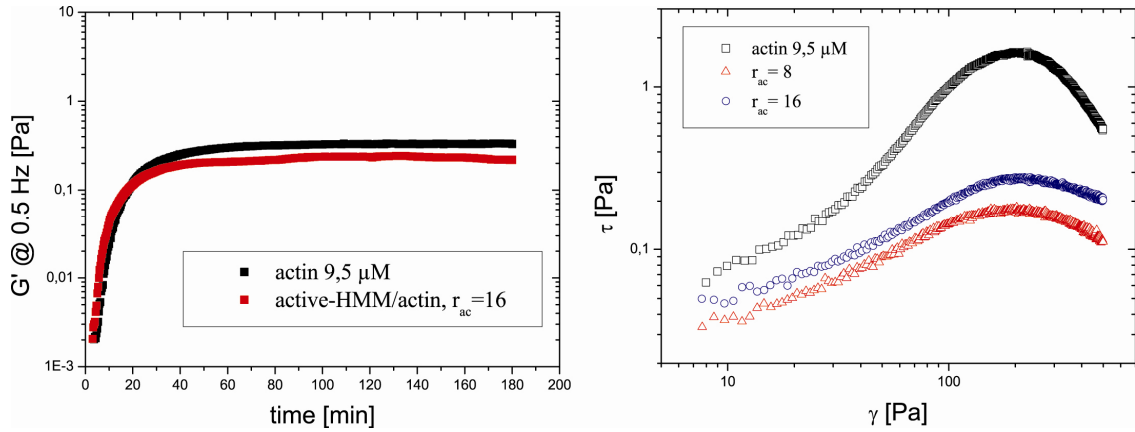 G' @ 0.5 Hz [Pa]
10
1
0,1
0,01
1E-3
0 20 40 60 80 100 120 140 160 180 200
time [min]
actin 9,5 µM
active-HMM/actin, r_ac=16
τ [Pa]
1
0,1
10 100
γ [Pa]
actin 9,5 µM
r_ac= 8
r_ac= 16